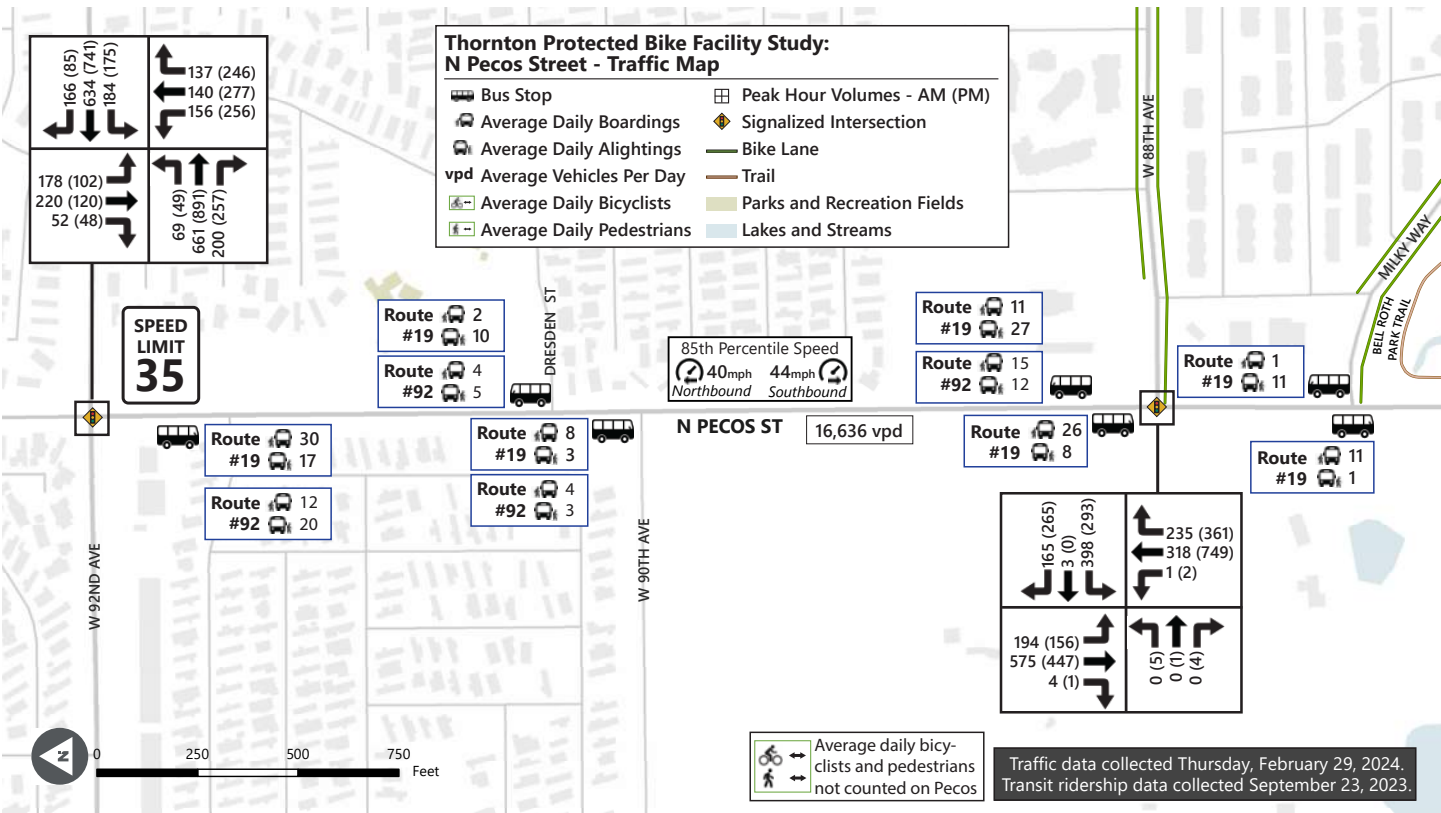 Thornton Protected Bike Facility Study:
N Pecos Street - Traffic Map
Bus Stop
Average Daily Boardings
Average Daily Alightings
vpd Average Vehicles Per Day
Average Daily Bicyclists
Average Daily Pedestrians
Peak Hour Volumes - AM (PM)
Signalized Intersection
Bike Lane
Trail
Parks and Recreation Fields
Lakes and Streams
166 (85)
634 (741)
184 (175)
137 (246)
140 (277)
156 (256)
178 (102)
220 (120)
52 (48)
69 (49)
661 (891)
200 (257)
SPEED
LIMIT
35
Route 2
#19 10
Route 4
#92 5
DRESDEN ST
85th Percentile Speed
40mph 44mph
Northbound Southbound
Route 11
#19 27
Route 15
#92 12
W 88TH AVE
MILKY WAY
BELL ROTH
PARK TRAIL
Route 1
#19 11
N PECOS ST
16,636 vpd
Route 30
#19 17
Route 12
#92 20
Route 8
#19 3
Route 4
#92 3
Route 26
#19 8
Route 11
#19 1
W 92ND AVE
W 90TH AVE
165 (265)
3 (0)
398 (293)
235 (361)
318 (749)
1 (2)
194 (156)
575 (447)
4 (1)
0 (5)
0 (1)
0 (4)
N
0 250 500 750
Feet
Average daily bicy-
clists and pedestrians
not counted on Pecos
Traffic data collected Thursday, February 29, 2024.
Transit ridership data collected September 23, 2023.